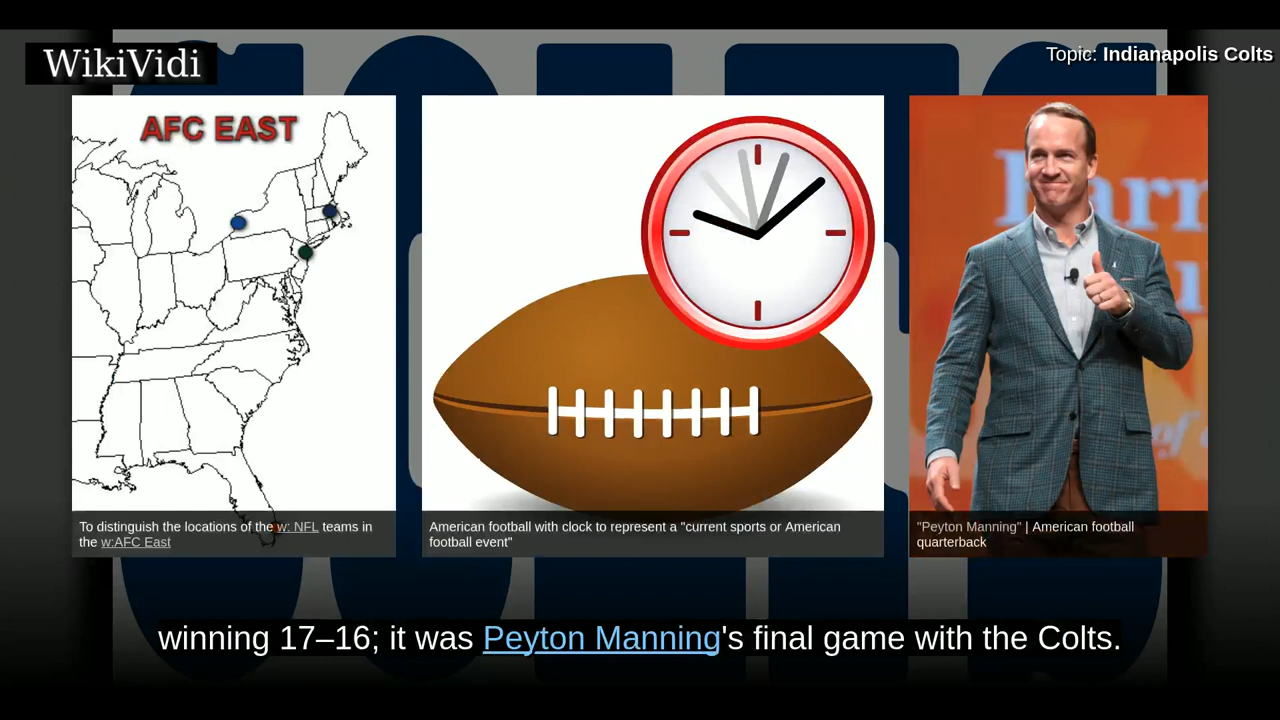 WikiVidi
Topic: Indianapolis Colts
AFC EAST
To distinguish the locations of the w: NFL teams in
the w:AFC East
American football with clock to represent a "current sports or American
football event"
"Peyton Manning" | American football
quarterback
winning 17–16; it was Peyton Manning's final game with the Colts.